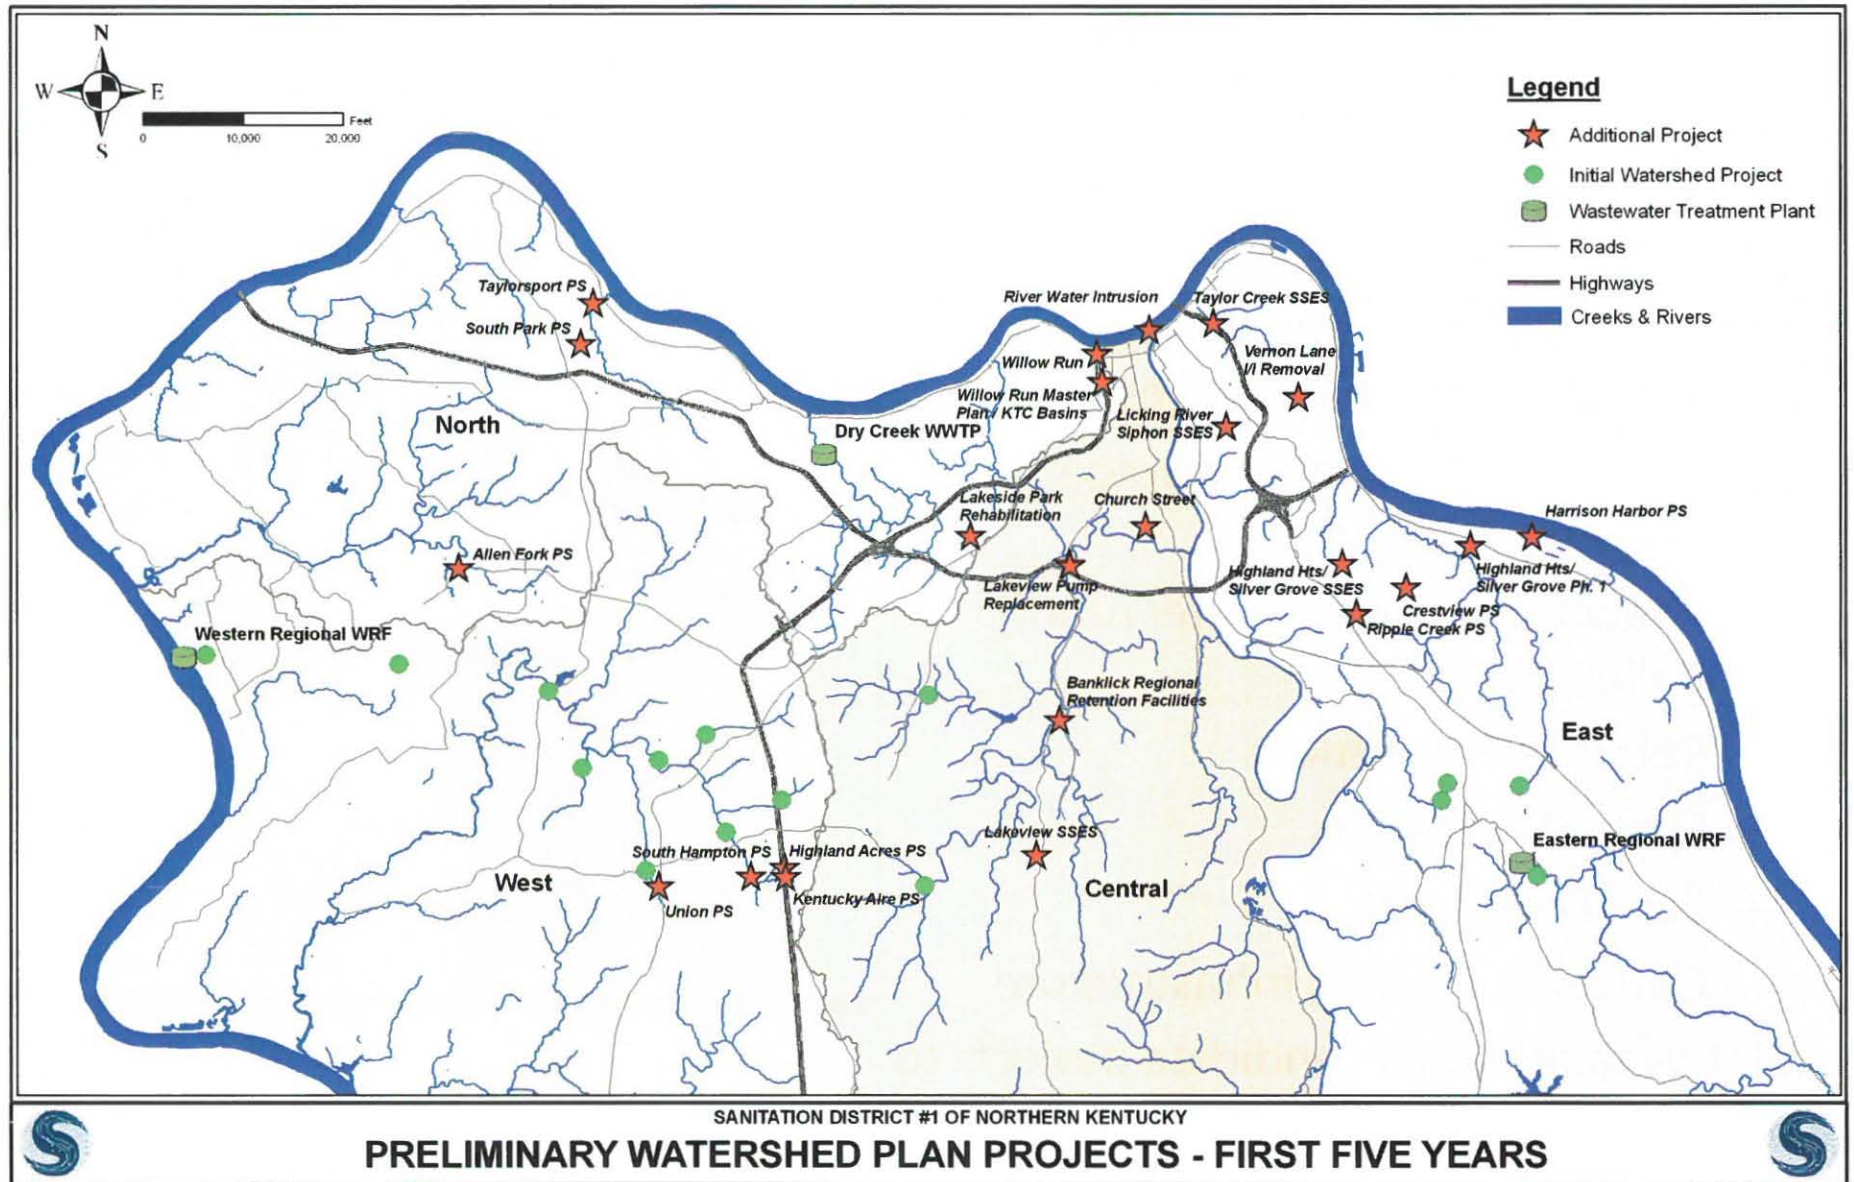 N
W
E
S
Feet
0
10,000
20,000
Legend
Additional Project
Initial Watershed Project
Wastewater Treatment Plant
Roads
Highways
Creeks & Rivers
Taylorsport PS
South Park PS
River Water Intrusion
Taylor Creek SSES
Willow Run
Vernon Lane
I/I Removal
Willow Run Master
Plan / KTC Basins
Licking River
Siphon SSES
North
Dry Creek WWTP
Lakeside Park
Rehabilitation
Church Street
Harrison Harbor PS
Allen Fork PS
Lakeview Pump
Replacement
Highland Hts/
Silver Grove SSES
Highland Hts/
Silver Grove Ph. 1
Crestview PS
Ripple Creek PS
Western Regional WRF
Banklick Regional
Retention Facilities
East
Lakeview SSES
Eastern Regional WRF
South Hampton PS
Highland Acres PS
West
Central
Kentucky Aire PS
Union PS
SANITATION DISTRICT #1 OF NORTHERN KENTUCKY
PRELIMINARY WATERSHED PLAN PROJECTS - FIRST FIVE YEARS